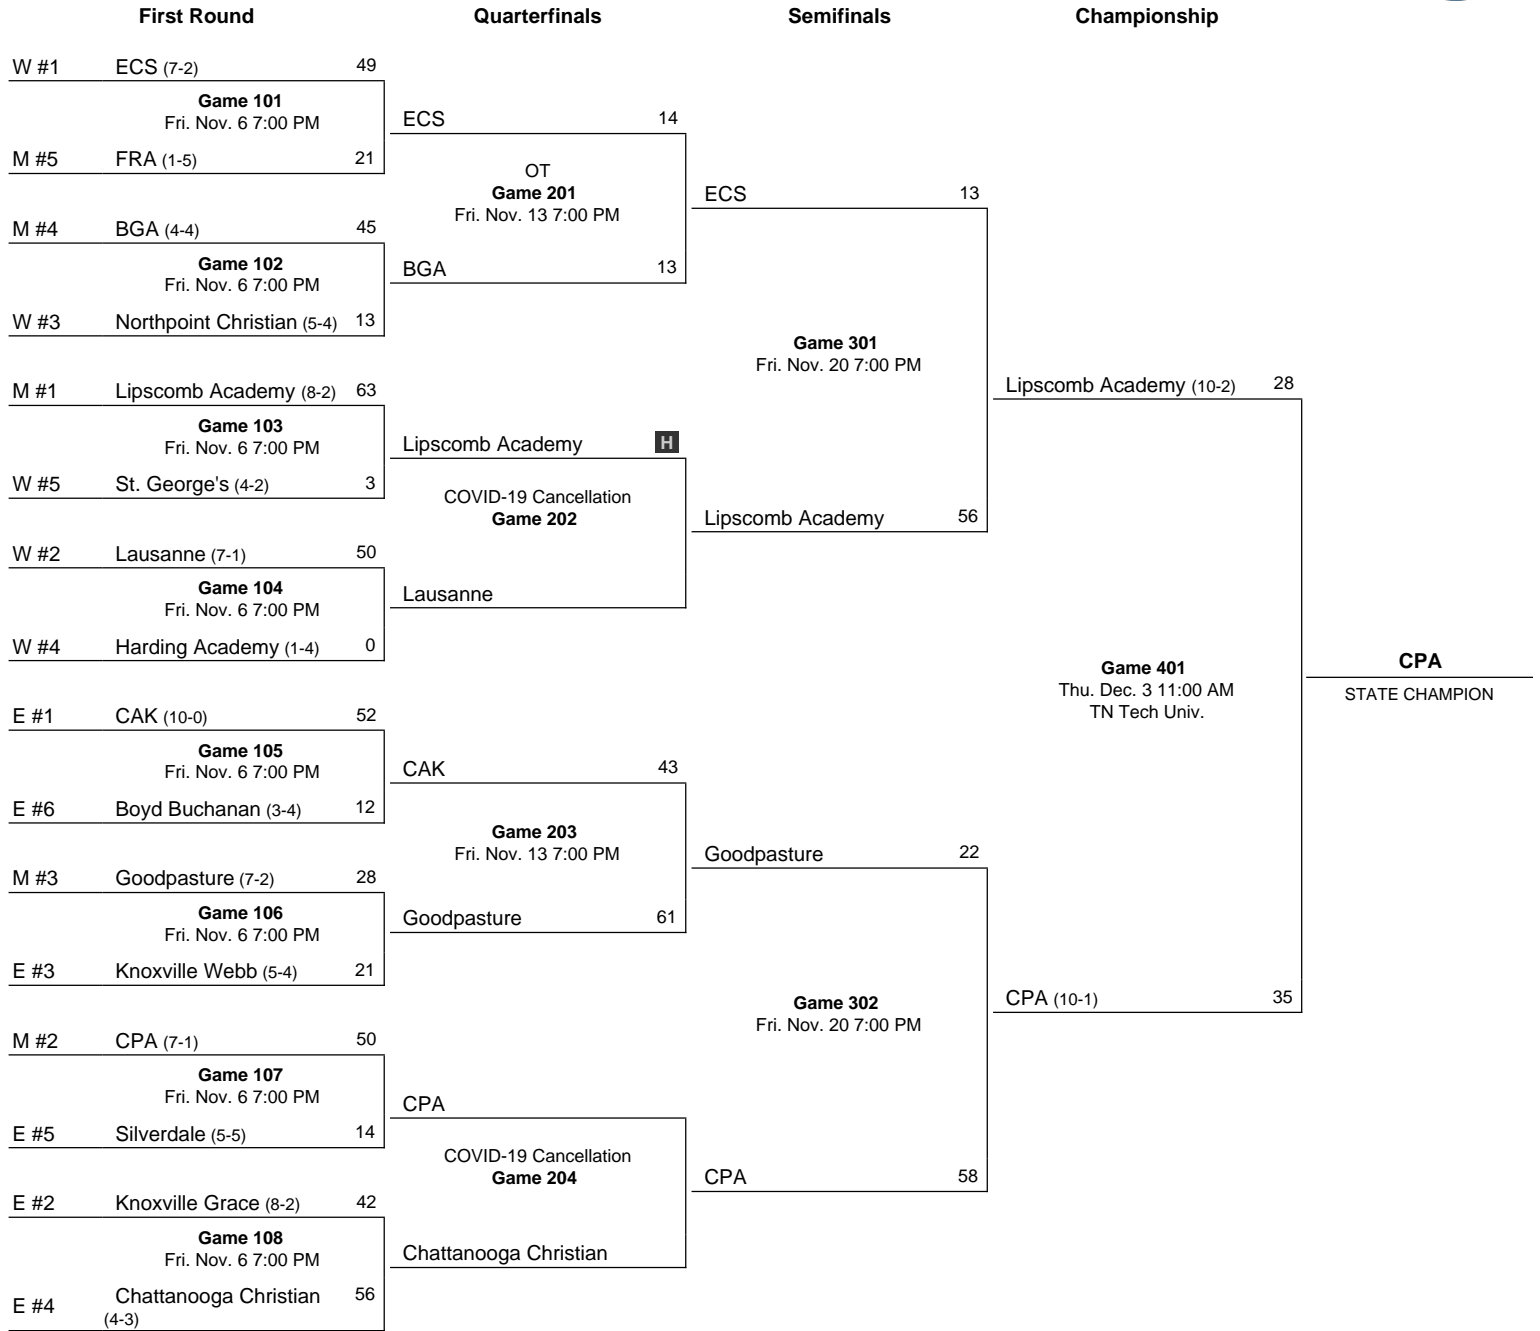 First Round Quarterfinals Semifinals Championship
W #1 ECS (7-2) 49
Game 101
Fri. Nov. 6 7:00 PM
M #5 FRA (1-5) 21
M #4 BGA (4-4) 45
Game 102
Fri. Nov. 6 7:00 PM
W #3 Northpoint Christian (5-4) 13
M #1 Lipscomb Academy (8-2) 63
Game 103
Fri. Nov. 6 7:00 PM
W #5 St. George's (4-2) 3
W #2 Lausanne (7-1) 50
Game 104
Fri. Nov. 6 7:00 PM
W #4 Harding Academy (1-4) 0
E #1 CAK (10-0) 52
Game 105
Fri. Nov. 6 7:00 PM
E #6 Boyd Buchanan (3-4) 12
M #3 Goodpasture (7-2) 28
Game 106
Fri. Nov. 6 7:00 PM
E #3 Knoxville Webb (5-4) 21
M #2 CPA (7-1) 50
Game 107
Fri. Nov. 6 7:00 PM
E #5 Silverdale (5-5) 14
E #2 Knoxville Grace (8-2) 42
Game 108
Fri. Nov. 6 7:00 PM
E #4 Chattanooga Christian 56
(4-3)
ECS 14
OT
Game 201
Fri. Nov. 13 7:00 PM
BGA 13
Lipscomb Academy H
COVID-19 Cancellation
Game 202
Lausanne
CAK 43
Game 203
Fri. Nov. 13 7:00 PM
Goodpasture 61
CPA
COVID-19 Cancellation
Game 204
Chattanooga Christian
ECS 13
Game 301
Fri. Nov. 20 7:00 PM
Lipscomb Academy 56
Goodpasture 22
Game 302
Fri. Nov. 20 7:00 PM
CPA 58
Lipscomb Academy (10-2) 28
Game 401
Thu. Dec. 3 11:00 AM
TN Tech Univ.
CPA (10-1) 35
CPA
STATE CHAMPION